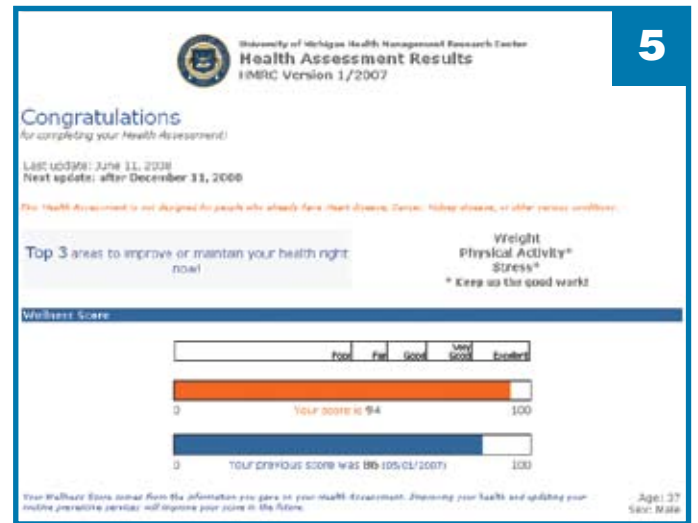 5
University of Michigan Health Management Research Center
Health Assessment Results
HMRC Version 1/2007
Congratulations
for completing your Health Assessment!
Last update: June 11, 2008
Next update: after December 11, 2008
This Health Assessment is not designed for people who already have Heart disease, Cancer, Kidney disease, or other serious conditions.
Top 3 areas to improve or maintain your health right
now!
Weight
Physical Activity*
Stress*
* Keep up the good work!
Wellness Score
Poor Fair Good Very Good Excellent
0 Your score is 94 100
0 Your previous score was 86 (05/01/2007) 100
Your Wellness Score comes from the information you gave on your Health Assessment. Improving your health and updating your
routine preventive services will improve your score in the future.
Age: 37
Sex: Male